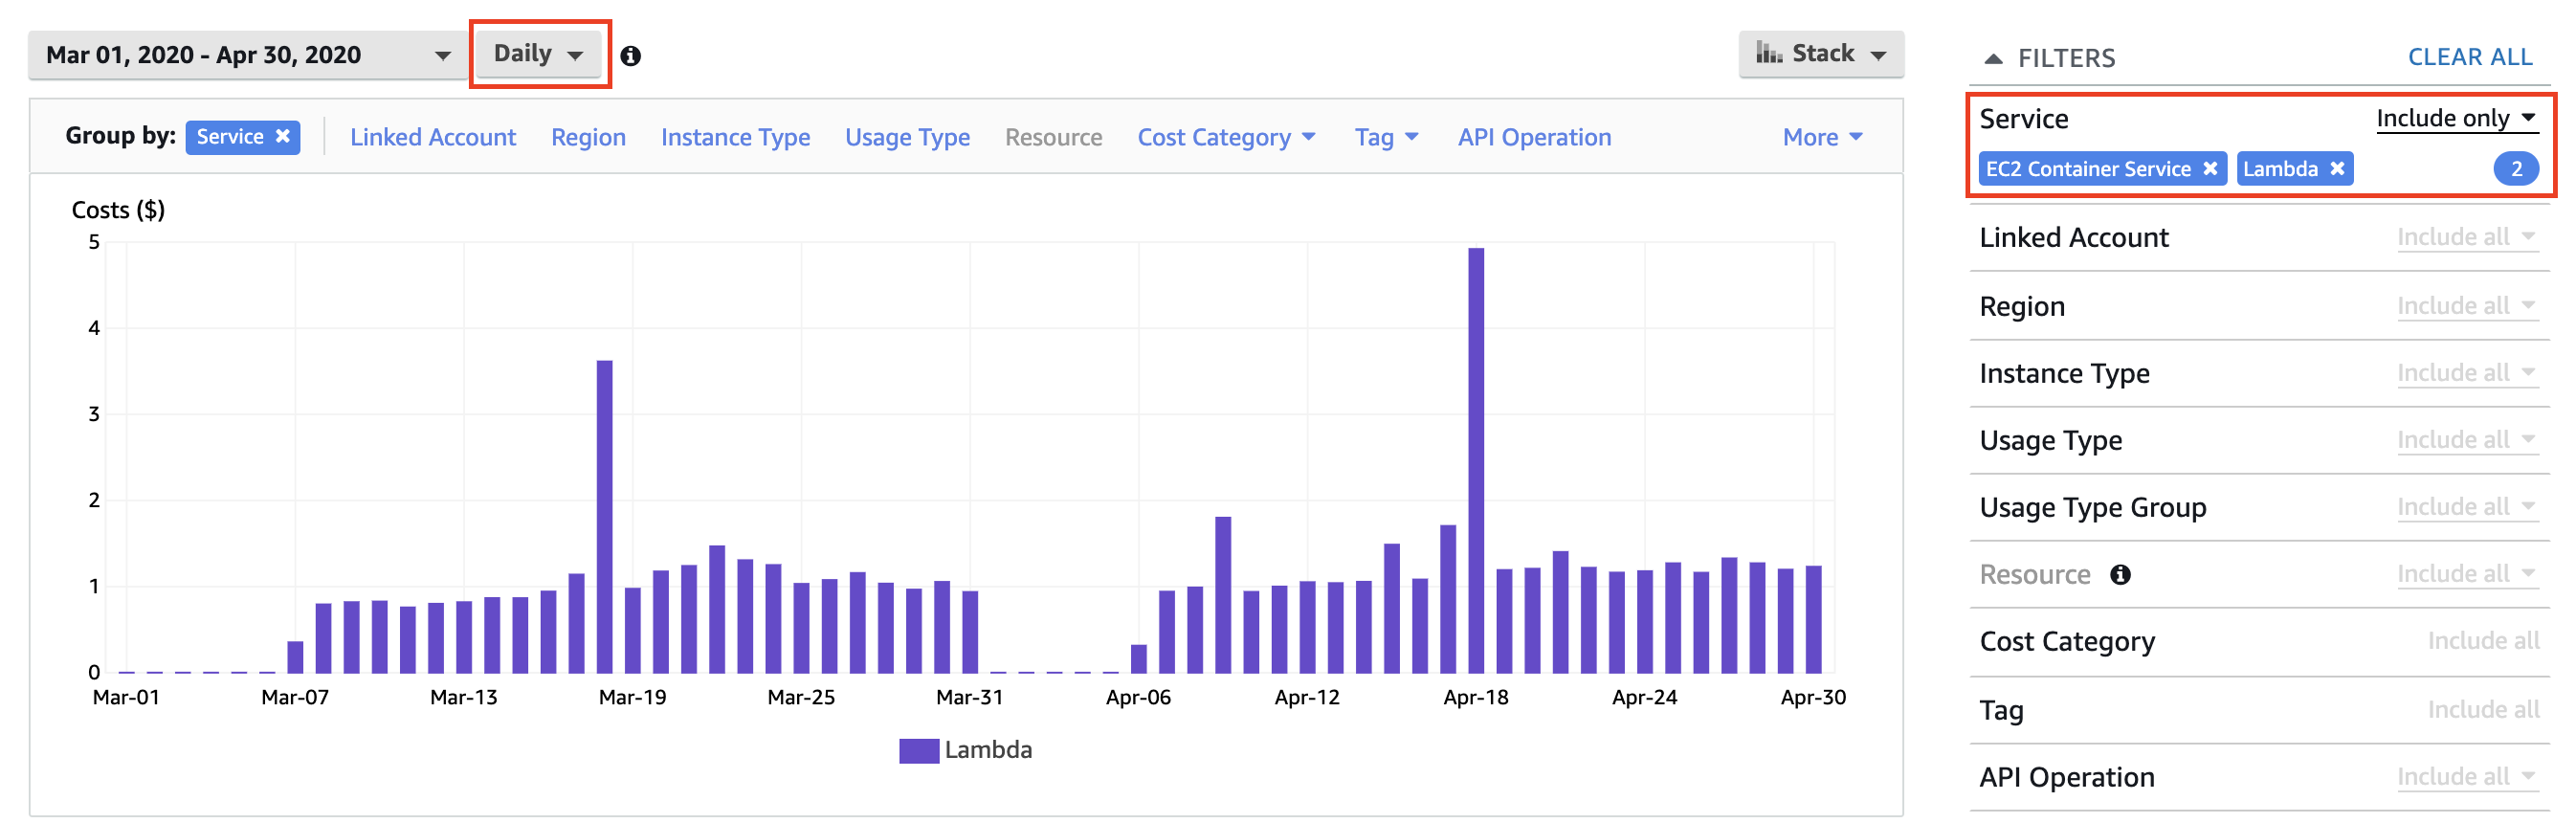 Mar 01, 2020 - Apr 30, 2020 Daily Stack
Group by: Service Linked Account Region Instance Type Usage Type Resource Cost Category Tag API Operation More
Costs ($)
5
4
3
2
1
0
Mar-01 Mar-07 Mar-13 Mar-19 Mar-25 Mar-31 Apr-06 Apr-12 Apr-18 Apr-24 Apr-30
Lambda
FILTERS CLEAR ALL
Service Include only
EC2 Container Service Lambda 2
Linked Account Include all
Region Include all
Instance Type Include all
Usage Type Include all
Usage Type Group Include all
Resource Include all
Cost Category Include all
Tag Include all
API Operation Include all